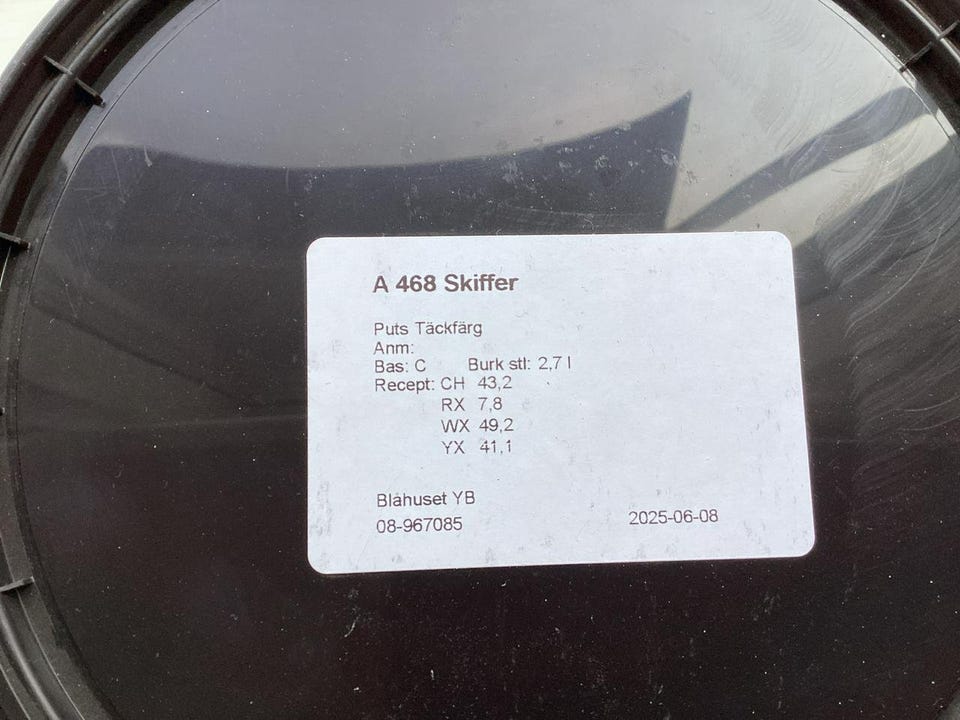 A 468 Skiffer
Puts Täckfärg
Anm:
Bas: C Burk stl: 2,7 l
Recept: CH 43,2
RX 7,8
WX 49,2
YX 41,1
Blåhuset YB
08-967085 2025-06-08